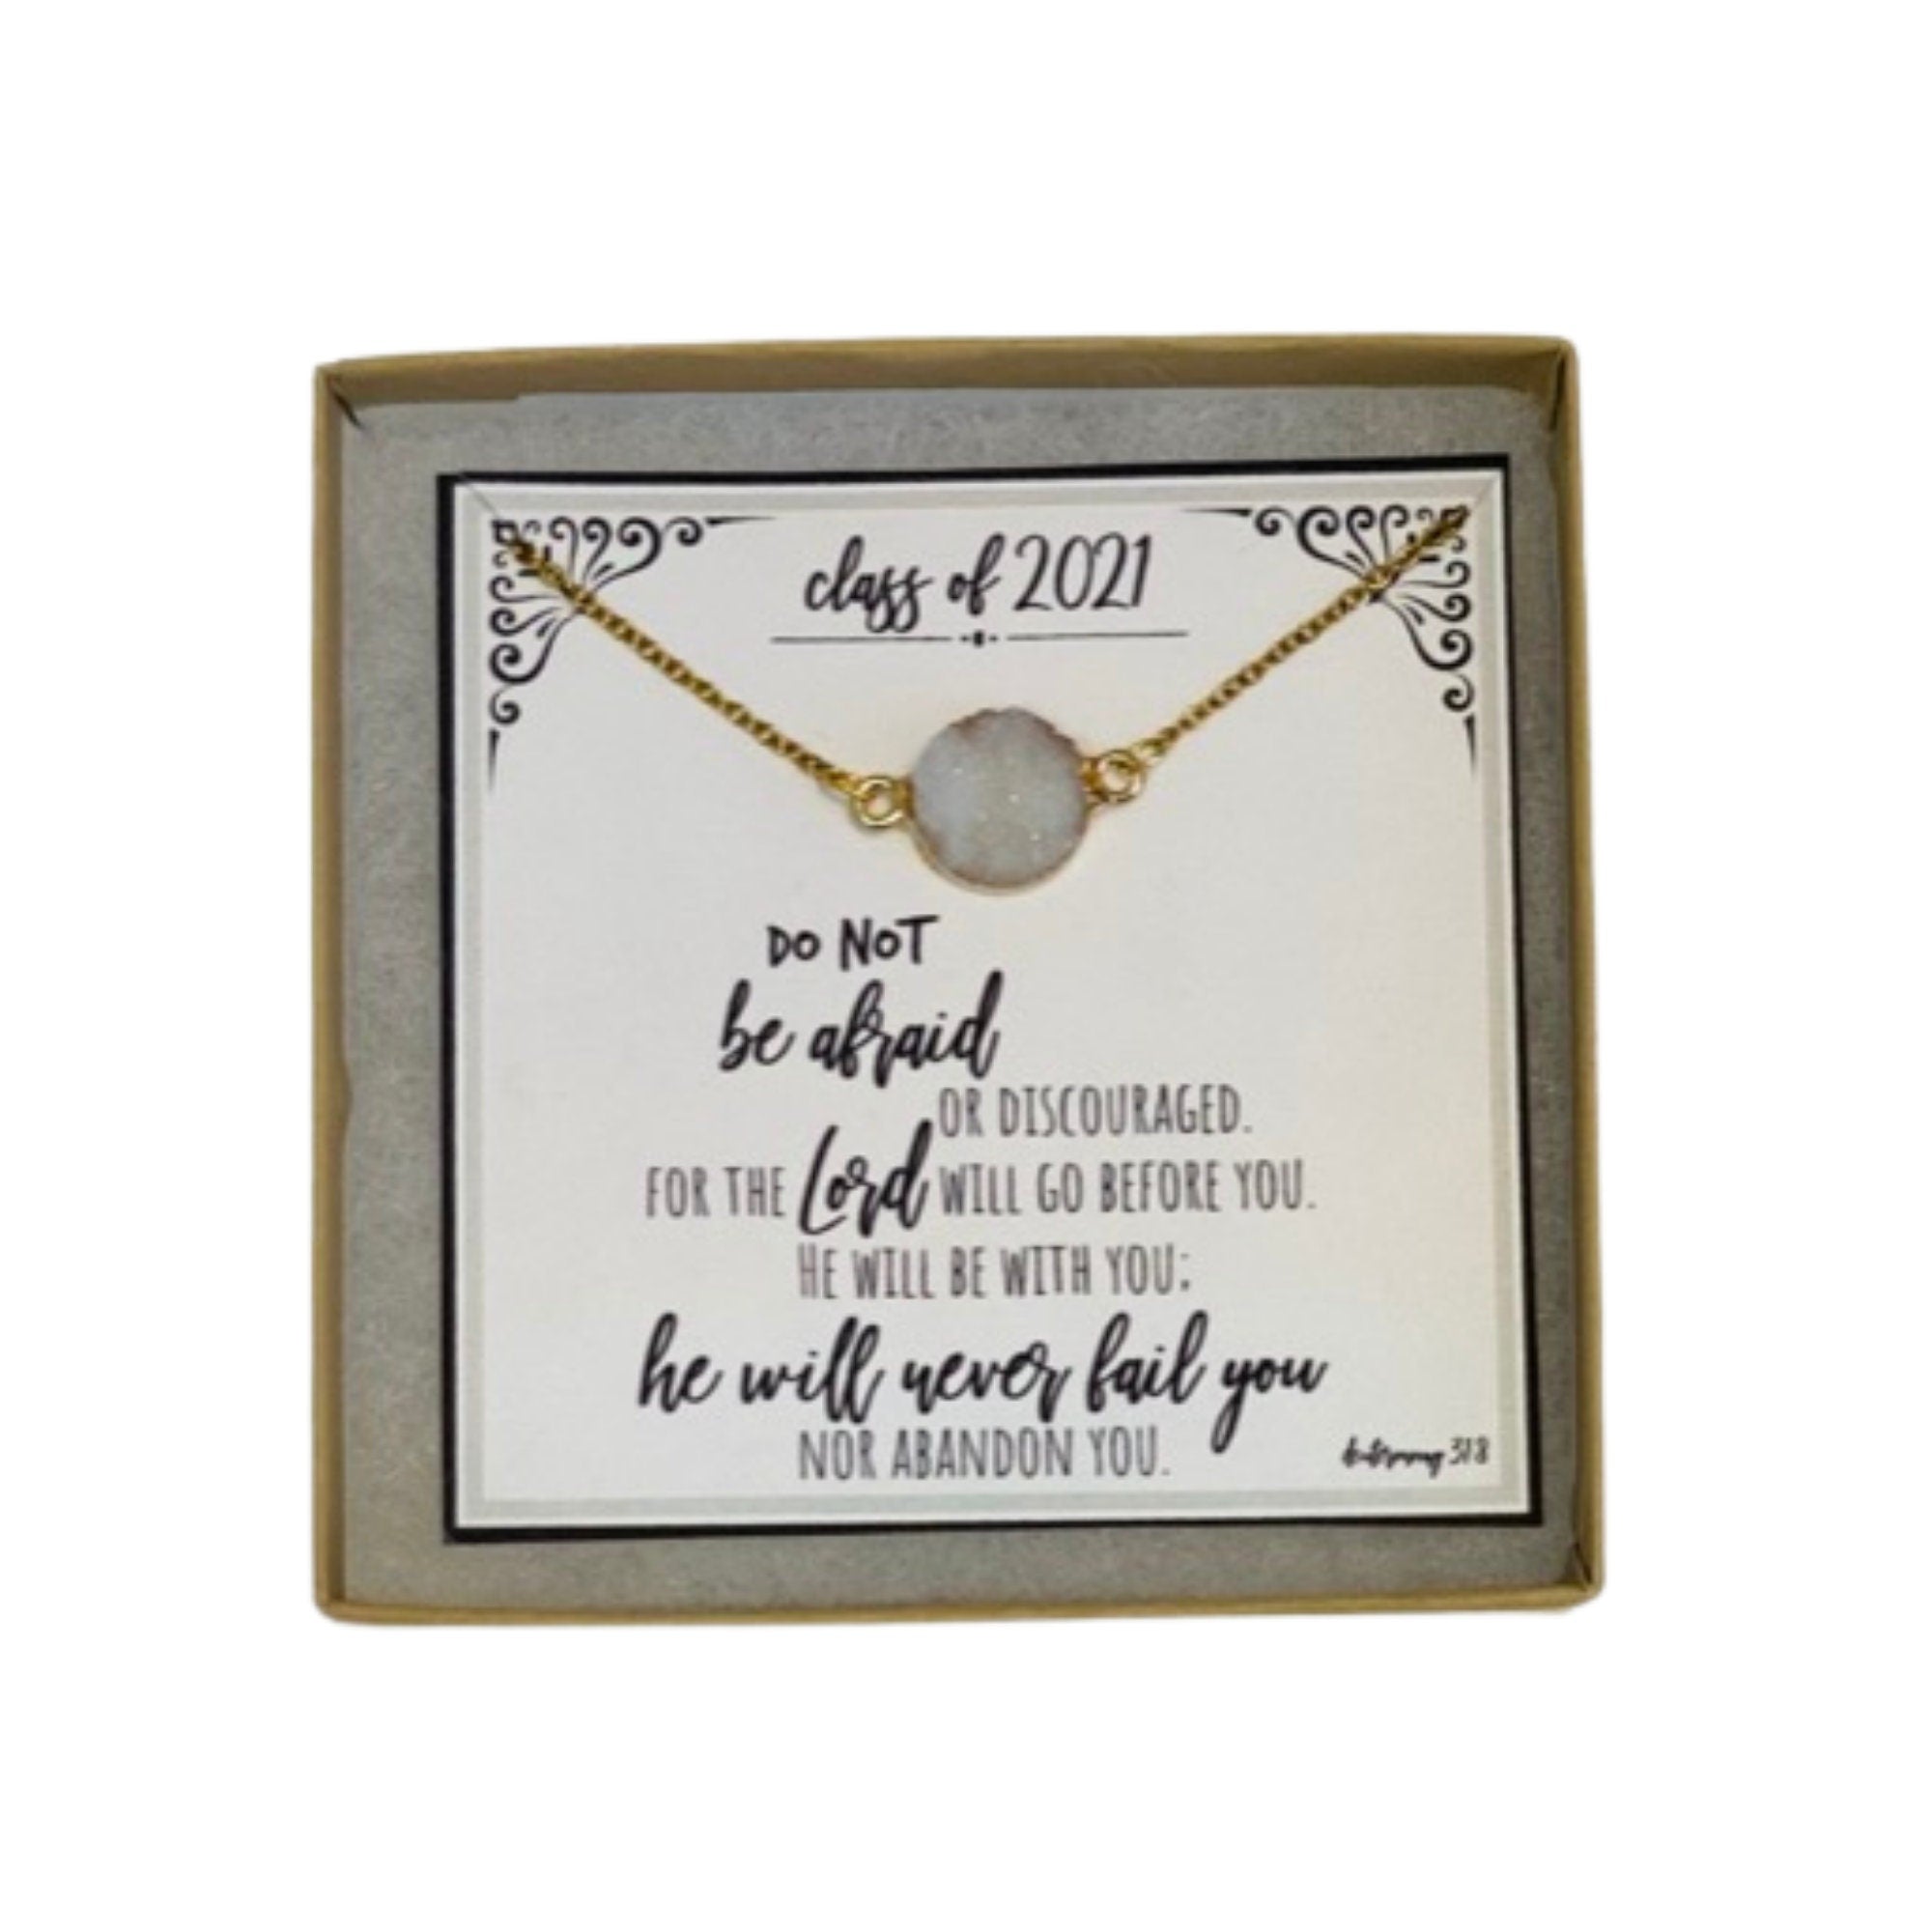 class of 2021
DO NOT
be afraid
OR DISCOURAGED.
FOR THE Lord WILL GO BEFORE YOU.
HE WILL BE WITH YOU;
he will never fail you
NOR ABANDON YOU.
318